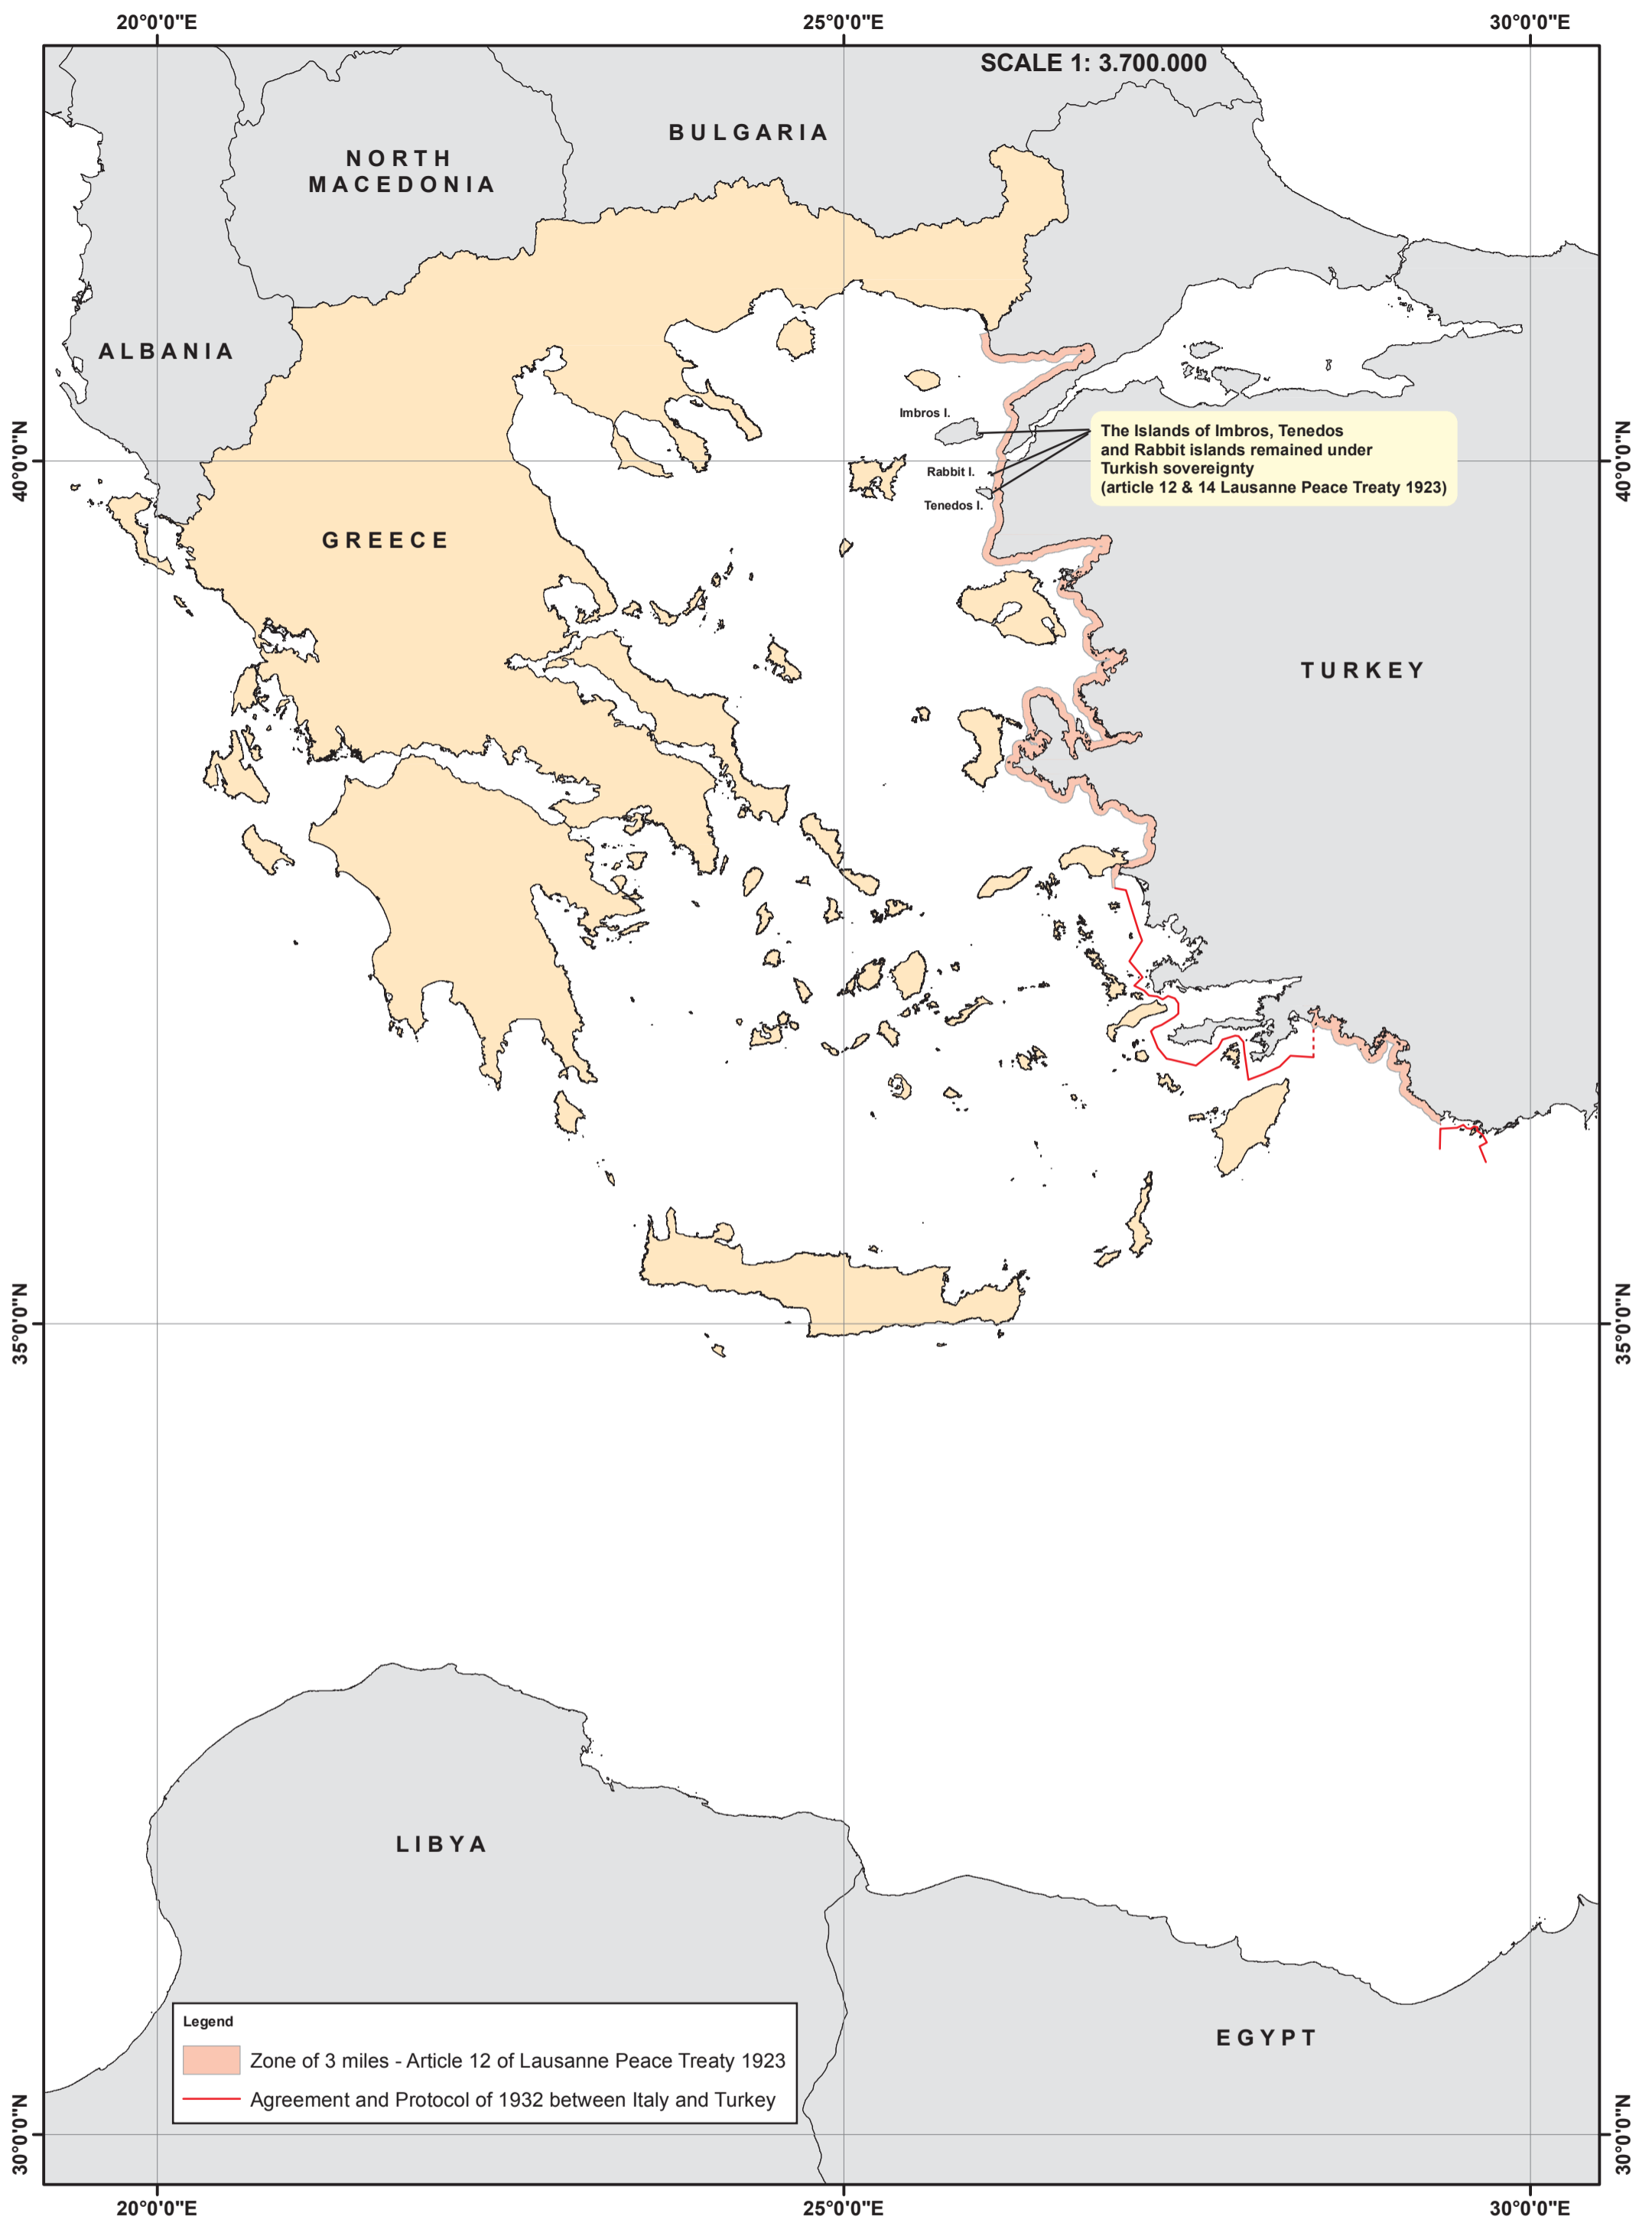 20°0'0"E
25°0'0"E
30°0'0"E
SCALE 1: 3.700.000
BULGARIA
NORTH
MACEDONIA
ALBANIA
Imbros I.
The Islands of Imbros, Tenedos
and Rabbit islands remained under
Turkish sovereignty
(article 12 & 14 Lausanne Peace Treaty 1923)
40°0'0"N
40°0'0"N
Rabbit I.
Tenedos I.
GREECE
TURKEY
35°0'0"N
35°0'0"N
LIBYA
EGYPT
Legend
Zone of 3 miles - Article 12 of Lausanne Peace Treaty 1923
Agreement and Protocol of 1932 between Italy and Turkey
30°0'0"N
30°0'0"N
20°0'0"E
25°0'0"E
30°0'0"E